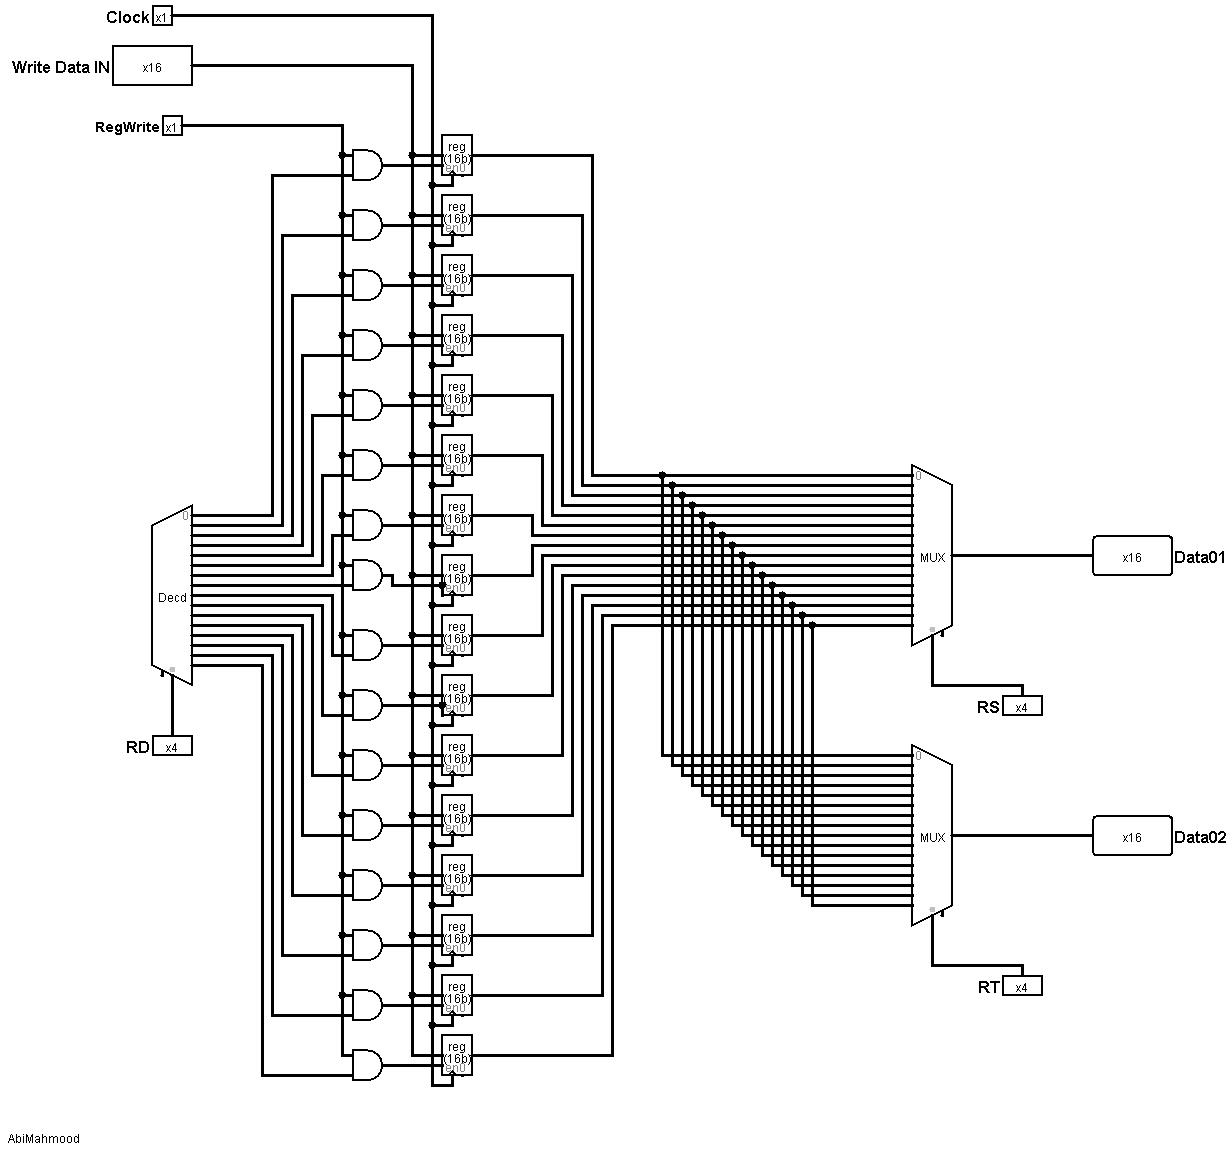 Clock x1
Write Data IN x16
RegWrite x1
reg
(16b)
en0
reg
(16b)
en0
reg
(16b)
en0
reg
(16b)
en0
reg
(16b)
en0
reg
(16b)
en0
0
reg
(16b)
en0
0
MUX
x16 Data01
reg
(16b)
en0
Decd
reg
(16b)
en0
reg
(16b)
en0
RS x4
RD x4
reg
(16b)
en0
0
reg
(16b)
en0
MUX
x16 Data02
reg
(16b)
en0
reg
(16b)
en0
reg
(16b)
en0
RT x4
reg
(16b)
en0
AbiMahmood